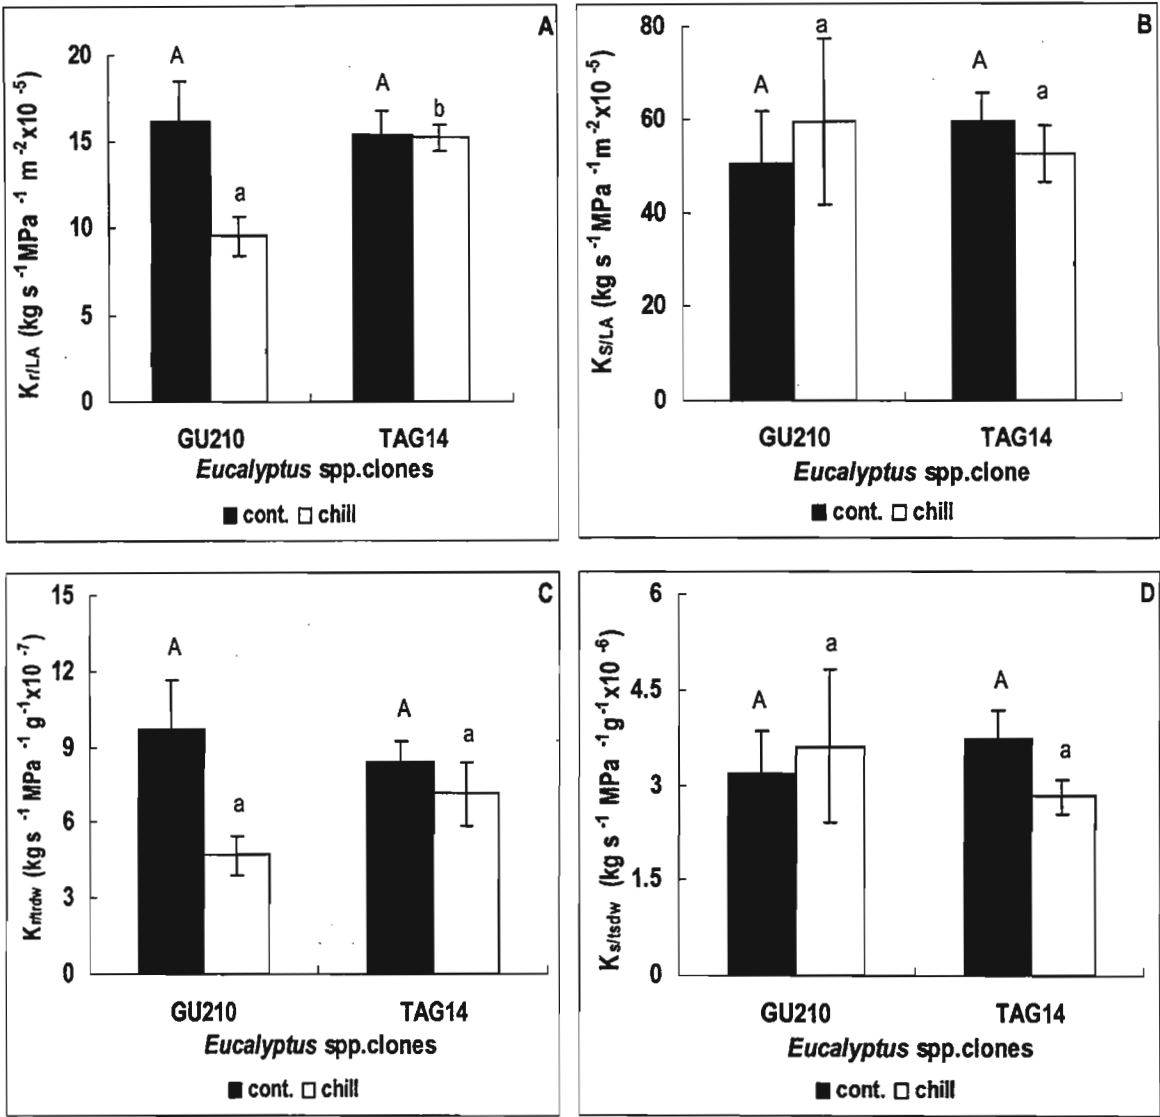 A
K r/LA (kg s -1 MPa -1 m -2 x10 -5)
20
15
10
5
0
A
a
A
b
GU210 TAG14
Eucalyptus spp.clones
cont. chill
B
K S/LA (kg s -1 MPa -1 m -2 x10 -5)
80
60
40
20
0
A
a
A
a
GU210 TAG14
Eucalyptus spp.clone
cont. chill
C
K r/trdw (kg s -1 MPa -1 g -1 x10 -7)
15
12
9
6
3
0
A
a
A
a
GU210 TAG14
Eucalyptus spp.clones
cont. chill
D
K s/tsdw (kg s -1 MPa -1 g -1 x10 -6)
6
4.5
3
1.5
0
A
a
A
a
GU210 TAG14
Eucalyptus spp.clones
cont. chill